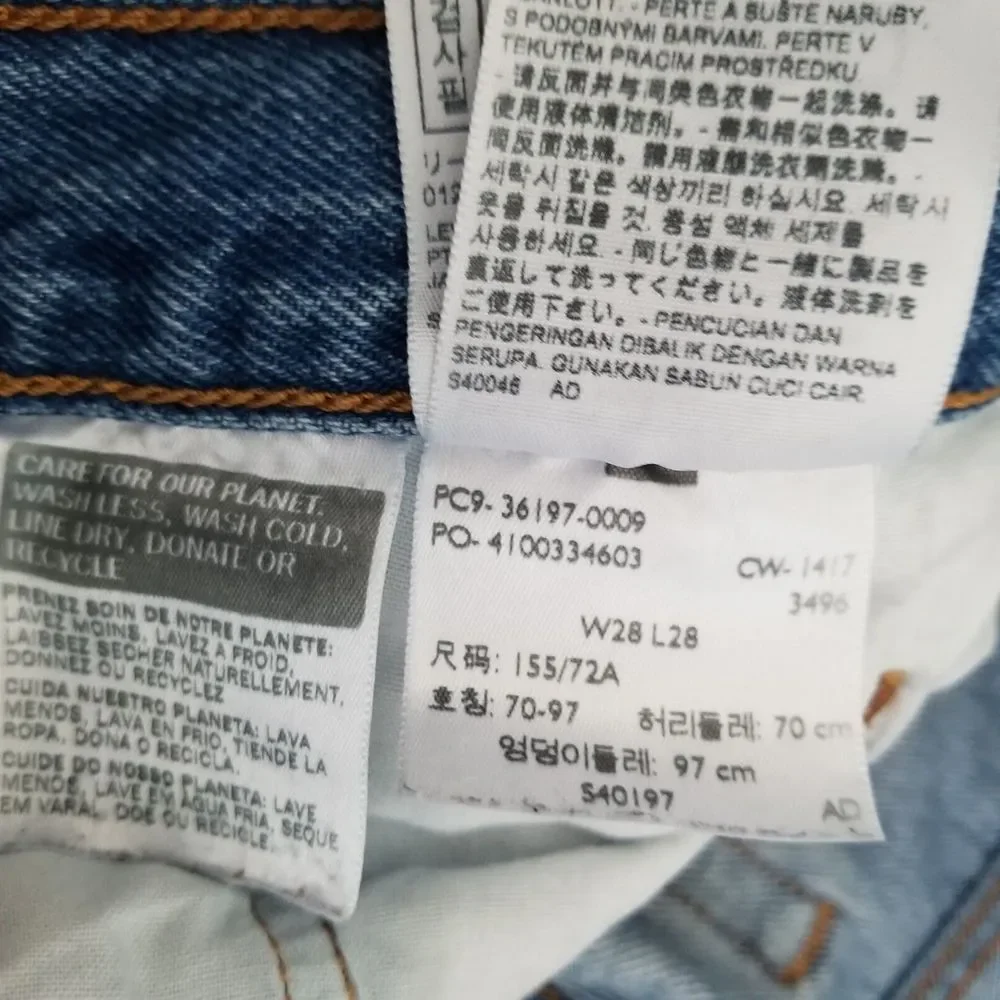 검
사
필
リー
012
LE
PT
JA
S
- PERTE A SUŠTE NARUBY,
S PODOBNÝMI BARVAMI. PERTE V
TEKUTÉM PRACÍM PROSTŘEDKU
- 请反面并与同类色衣物一起洗涤。请
使用液体清洁剂。- 需和相似色衣物一
同反面洗滌。請用液體洗衣劑洗滌。-
세탁시 같은 색상끼리 하십시요. 세탁시
옷을 뒤집을 것. 중성 액체 세제를
사용하세요. - 同じ色物と一緒に製品を
裏返して洗ってください。液体洗剤を
ご使用下さい。- PENCUCIAN DAN
PENGERINGAN DIBALIK DENGAN WARNA
SERUPA. GUNAKAN SABUN CUCI CAIR.
S40046 AD
CARE FOR OUR PLANET.
WASH LESS, WASH COLD,
LINE DRY, DONATE OR
RECYCLE
PRENEZ SOIN DE NOTRE PLANETE:
LAVEZ MOINS, LAVEZ A FROID,
LAISSEZ SECHER NATURELLEMENT,
DONNEZ OU RECYCLEZ
CUIDA NUESTRO PLANETA: LAVA
MENOS, LAVA EN FRIO, TIENDE LA
ROPA, DONA O RECICLA.
CUIDE DO NOSSO PLANETA: LAVE
MENOS, LAVE EM AGUA FRIA, SEQUE
EM VARAL, DOE OU RECICLE.
PC9- 36197-0009
PO- 4100334603
CW- 1417
3496
W28 L28
尺码: 155/72A
호칭: 70-97 허리둘레: 70 cm
엉덩이둘레: 97 cm
S40197
AD